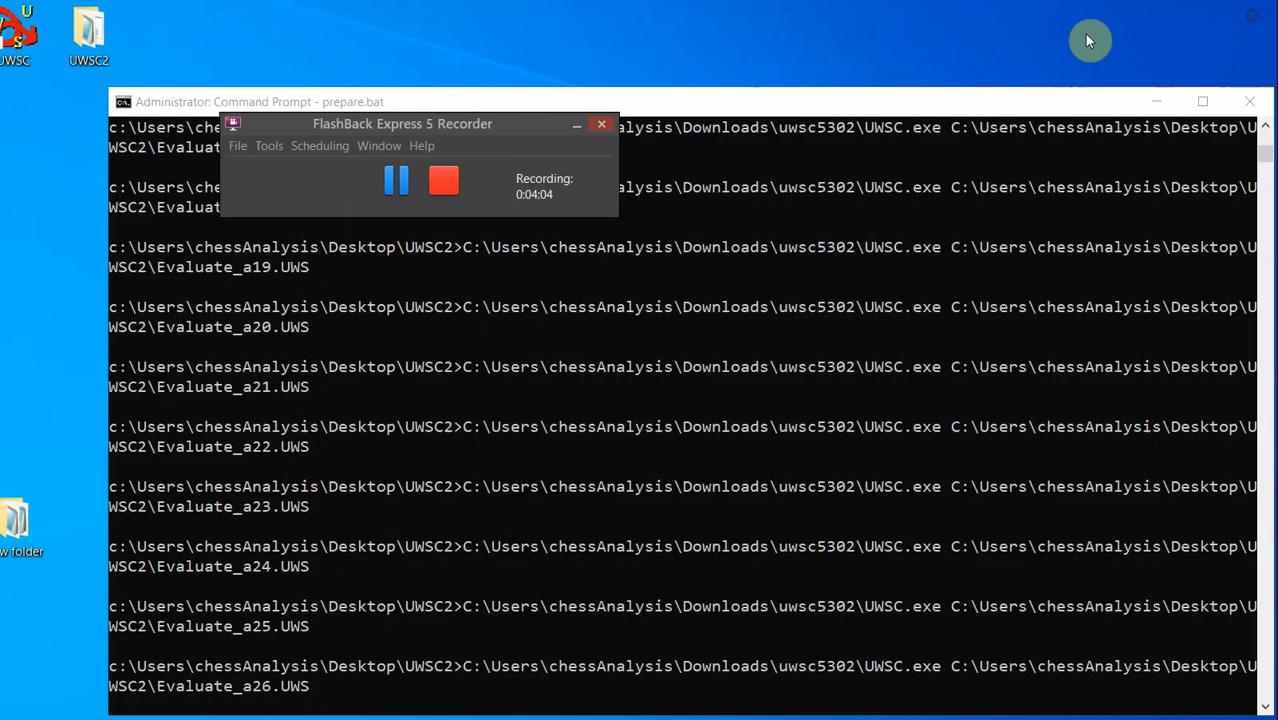 U
S
UWSC
UWSC2
Administrator: Command Prompt - prepare.bat
FlashBack Express 5 Recorder
File Tools Scheduling Window Help
Recording:
0:04:04
c:\Users\che alysis\Downloads\uwsc5302\UWSC.exe C:\Users\chessAnalysis\Desktop\U
WSC2\Evaluat
c:\Users\che alysis\Downloads\uwsc5302\UWSC.exe C:\Users\chessAnalysis\Desktop\U
WSC2\Evaluat
c:\Users\chessAnalysis\Desktop\UWSC2>C:\Users\chessAnalysis\Downloads\uwsc5302\UWSC.exe C:\Users\chessAnalysis\Desktop\U
WSC2\Evaluate_a19.UWS
c:\Users\chessAnalysis\Desktop\UWSC2>C:\Users\chessAnalysis\Downloads\uwsc5302\UWSC.exe C:\Users\chessAnalysis\Desktop\U
WSC2\Evaluate_a20.UWS
c:\Users\chessAnalysis\Desktop\UWSC2>C:\Users\chessAnalysis\Downloads\uwsc5302\UWSC.exe C:\Users\chessAnalysis\Desktop\U
WSC2\Evaluate_a21.UWS
c:\Users\chessAnalysis\Desktop\UWSC2>C:\Users\chessAnalysis\Downloads\uwsc5302\UWSC.exe C:\Users\chessAnalysis\Desktop\U
WSC2\Evaluate_a22.UWS
c:\Users\chessAnalysis\Desktop\UWSC2>C:\Users\chessAnalysis\Downloads\uwsc5302\UWSC.exe C:\Users\chessAnalysis\Desktop\U
WSC2\Evaluate_a23.UWS
c:\Users\chessAnalysis\Desktop\UWSC2>C:\Users\chessAnalysis\Downloads\uwsc5302\UWSC.exe C:\Users\chessAnalysis\Desktop\U
WSC2\Evaluate_a24.UWS
c:\Users\chessAnalysis\Desktop\UWSC2>C:\Users\chessAnalysis\Downloads\uwsc5302\UWSC.exe C:\Users\chessAnalysis\Desktop\U
WSC2\Evaluate_a25.UWS
c:\Users\chessAnalysis\Desktop\UWSC2>C:\Users\chessAnalysis\Downloads\uwsc5302\UWSC.exe C:\Users\chessAnalysis\Desktop\U
WSC2\Evaluate_a26.UWS
w folder